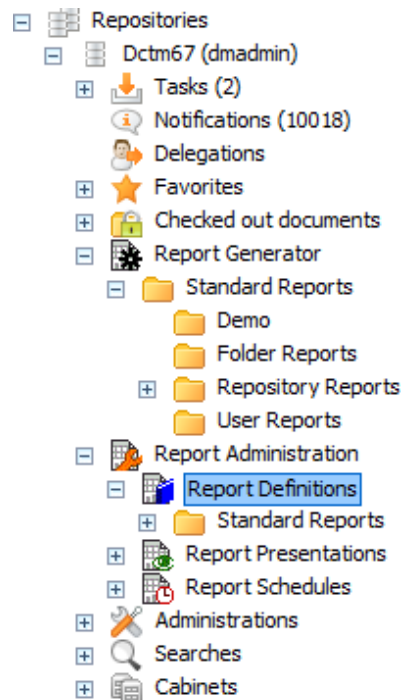 Repositories
Dctm67 (dmadmin)
Tasks (2)
Notifications (10018)
Delegations
Favorites
Checked out documents
Report Generator
Standard Reports
Demo
Folder Reports
Repository Reports
User Reports
Report Administration
Report Definitions
Standard Reports
Report Presentations
Report Schedules
Administrations
Searches
Cabinets